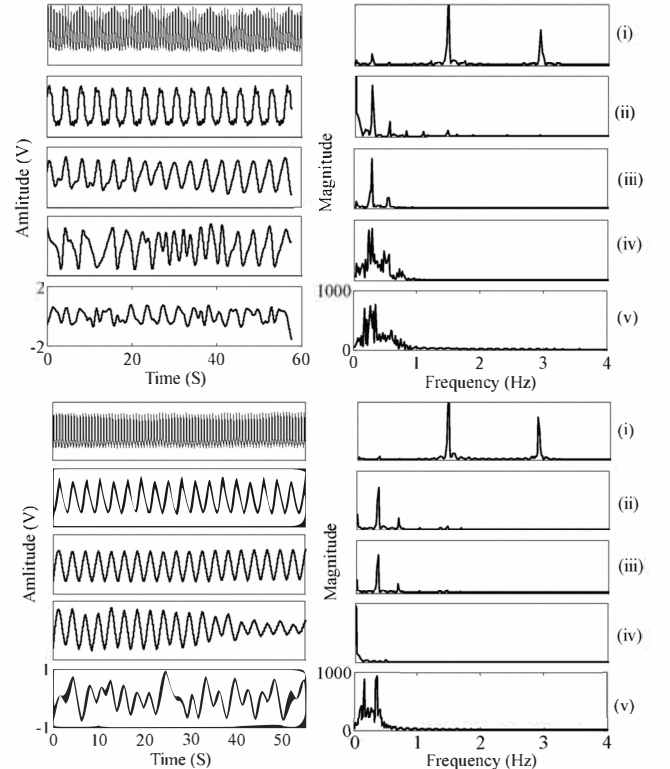 (i)
(ii)
(iii)
(iv)
Amlitude (V)
Magnitude
2
-2
1000
0
(v)
0 20 40 60
1 2 3 4
Time (S)
Frequency (Hz)
(i)
(ii)
(iii)
(iv)
Amlitude (V)
Magnitude
1
-1
1000
0
(v)
0 10 20 30 40 50
0 1 2 3 4
Time (S)
Frequency (Hz)